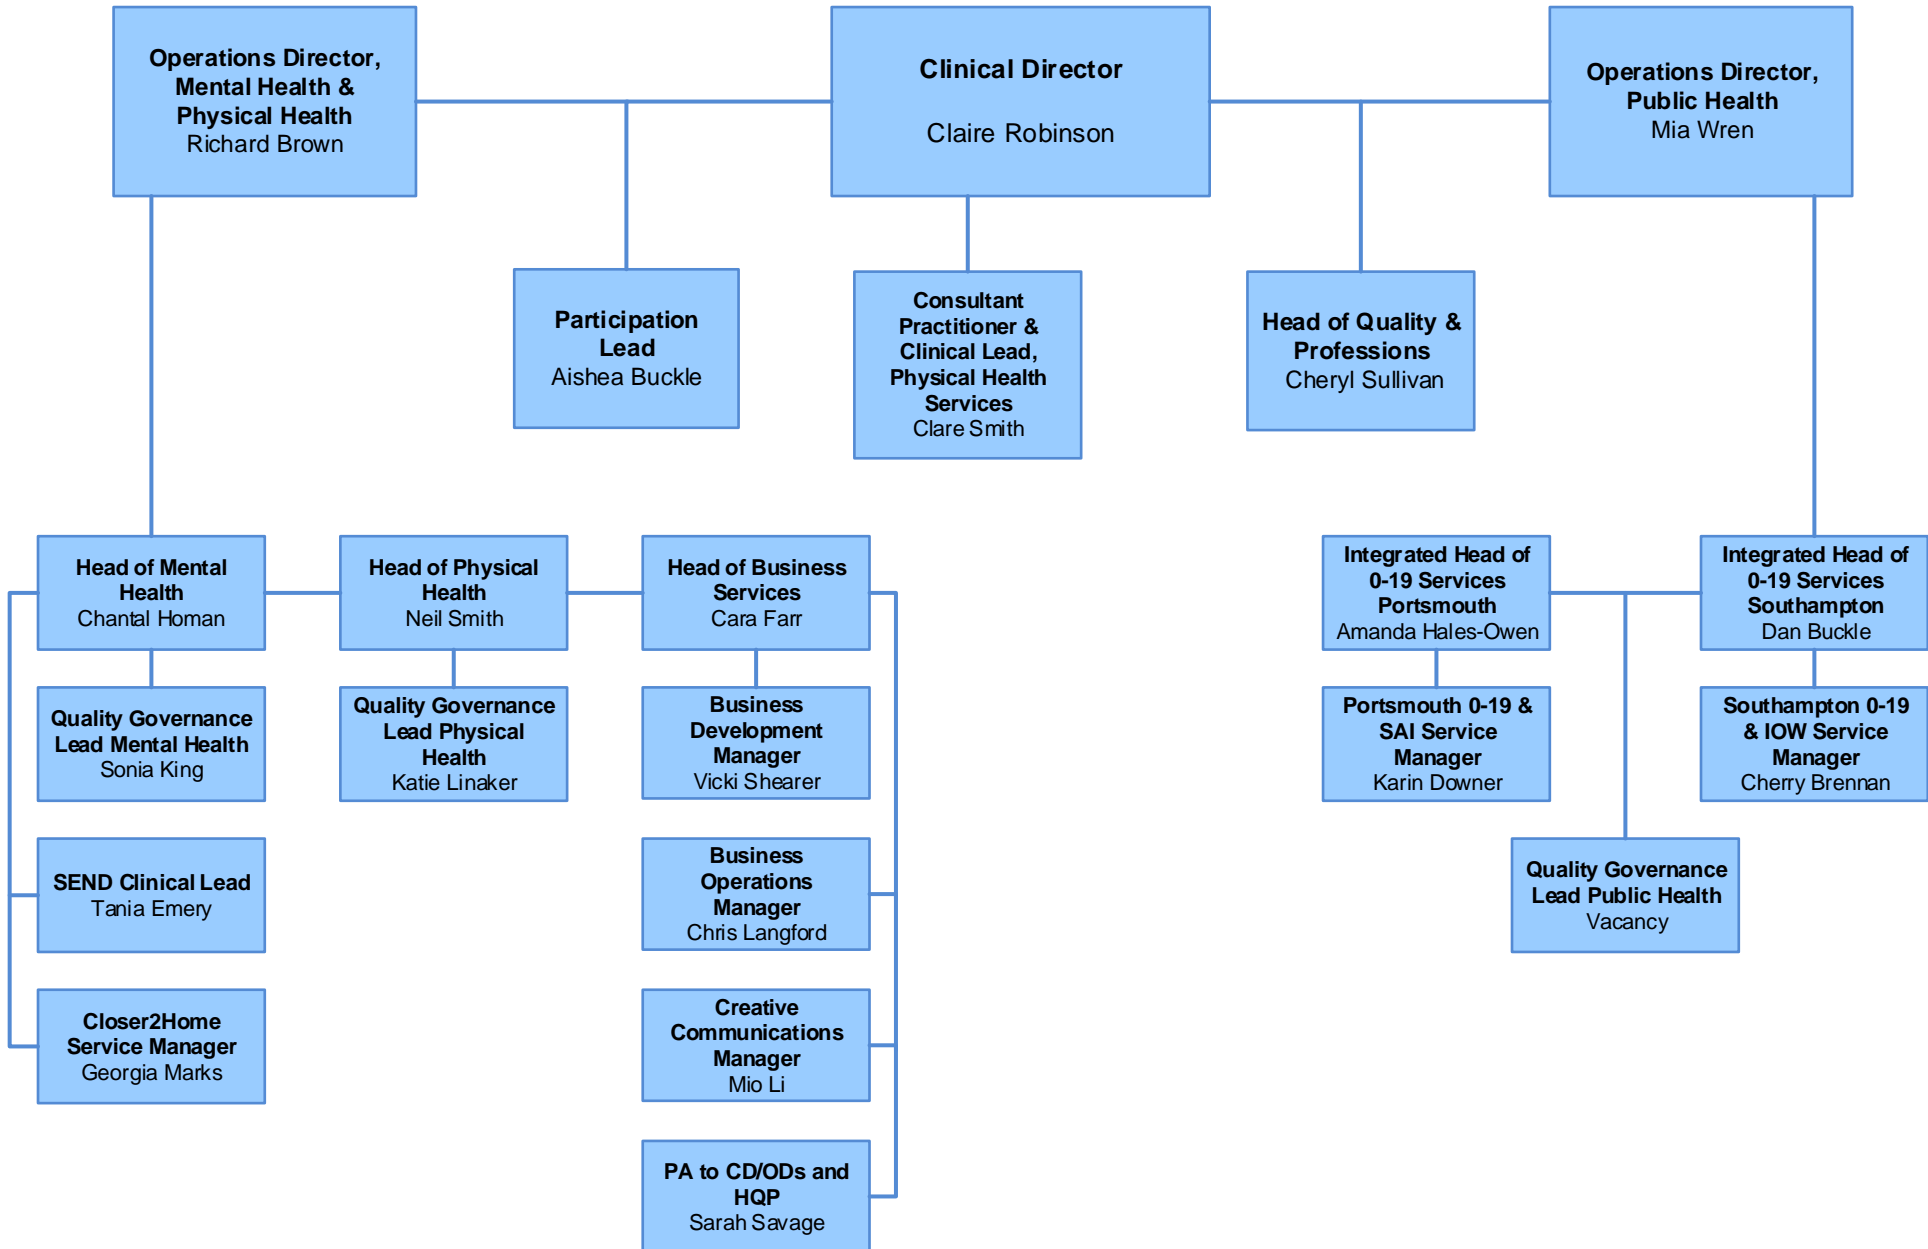 Operations Director,
Mental Health &
Physical Health
Richard Brown
Clinical Director
Claire Robinson
Operations Director,
Public Health
Mia Wren
Participation
Lead
Aishea Buckle
Consultant
Practitioner &
Clinical Lead,
Physical Health
Services
Clare Smith
Head of Quality &
Professions
Cheryl Sullivan
Head of Mental
Health
Chantal Homan
Head of Physical
Health
Neil Smith
Head of Business
Services
Cara Farr
Integrated Head of
0-19 Services
Portsmouth
Amanda Hales-Owen
Integrated Head of
0-19 Services
Southampton
Dan Buckle
Quality Governance
Lead Mental Health
Sonia King
Quality Governance
Lead Physical
Health
Katie Linaker
Business
Development
Manager
Vicki Shearer
Portsmouth 0-19 &
SAI Service
Manager
Karin Downer
Southampton 0-19
& IOW Service
Manager
Cherry Brennan
SEND Clinical Lead
Tania Emery
Business
Operations
Manager
Chris Langford
Quality Governance
Lead Public Health
Vacancy
Closer2Home
Service Manager
Georgia Marks
Creative
Communications
Manager
Mio Li
PA to CD/ODs and
HQP
Sarah Savage